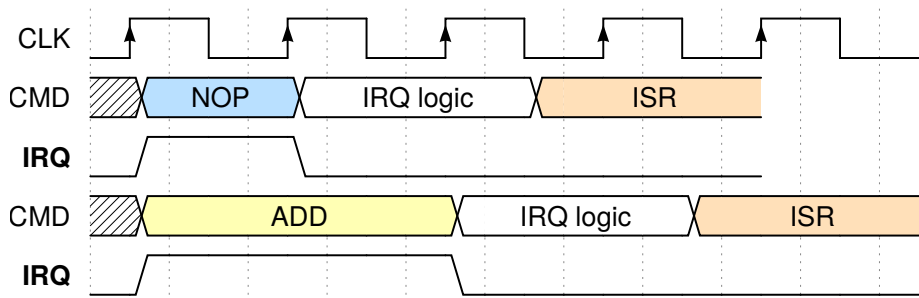 CLK
CMD NOP IRQ logic ISR
IRQ
CMD ADD IRQ logic ISR
IRQ